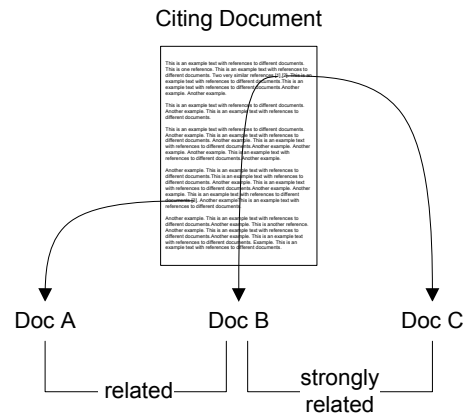 Citing Document
This is an example text with references to different documents.
This is one reference. This is an example text with references to
different documents. Two very similar references [1] [2]. This is an
example text with references to different documents.This is an
example text with references to different documents.Another
example. Another example.
This is an example text with references to different documents.
Another example. This is an example text with references to
different documents.
This is an example text with references to different documents.
Another example. This is an example text with references to
different documents. Another example. This is an example text
with references to different documents.Another example. Another
example. Another example. This is an example text with
references to different documents.Another example.
Another example. This is an example text with references to
different documents.This is an example text with references to
different documents. Another example. This is an example text
with references to different documents.Another example. Another
example. This is an example text with references to different
documents [3]. Another example This is an example text with
references to different documents.
Another example. This is an example text with references to
different documents.Another example. This is another reference.
Another example. This is an example text with references to
different documents.Another example. This is an example text
with references to different documents. Example. This is an
example text with references to different documents.
Doc A
Doc B
Doc C
related
strongly
related